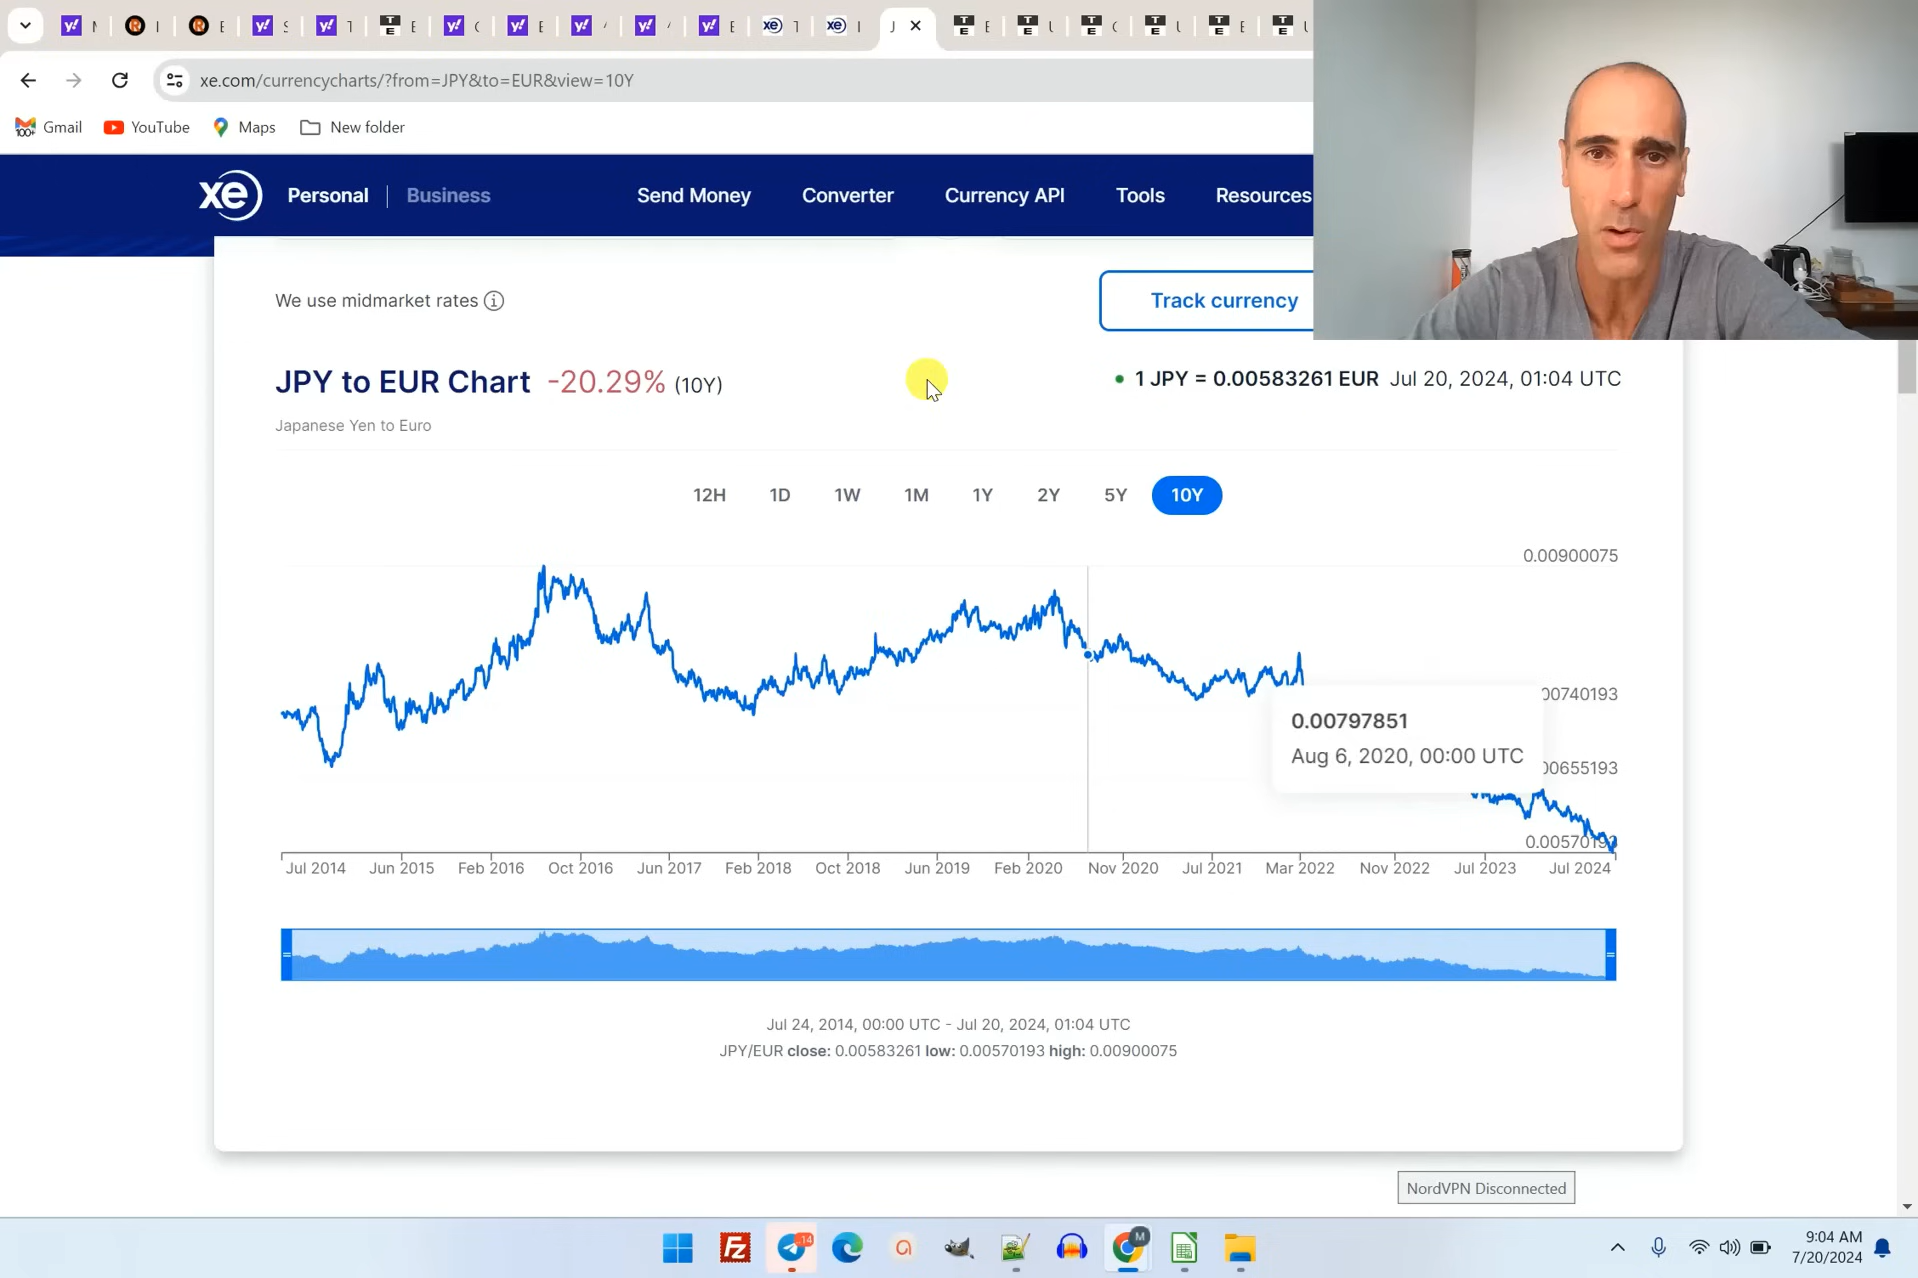 xe.com/currencycharts/?from=JPY&to=EUR&view=10Y
Gmail YouTube Maps New folder
xe Personal Business Send Money Converter Currency API Tools Resources
We use midmarket rates
Track currency
JPY to EUR Chart -20.29% (10Y)
1 JPY = 0.00583261 EUR Jul 20, 2024, 01:04 UTC
Japanese Yen to Euro
12H 1D 1W 1M 1Y 2Y 5Y 10Y
0.00900075
00740193
0.00797851
Aug 6, 2020, 00:00 UTC
00655193
0.00570193
Jul 2014 Jun 2015 Feb 2016 Oct 2016 Jun 2017 Feb 2018 Oct 2018 Jun 2019 Feb 2020 Nov 2020 Jul 2021 Mar 2022 Nov 2022 Jul 2023 Jul 2024
Jul 24, 2014, 00:00 UTC - Jul 20, 2024, 01:04 UTC
JPY/EUR close: 0.00583261 low: 0.00570193 high: 0.00900075
NordVPN Disconnected
9:04 AM
7/20/2024